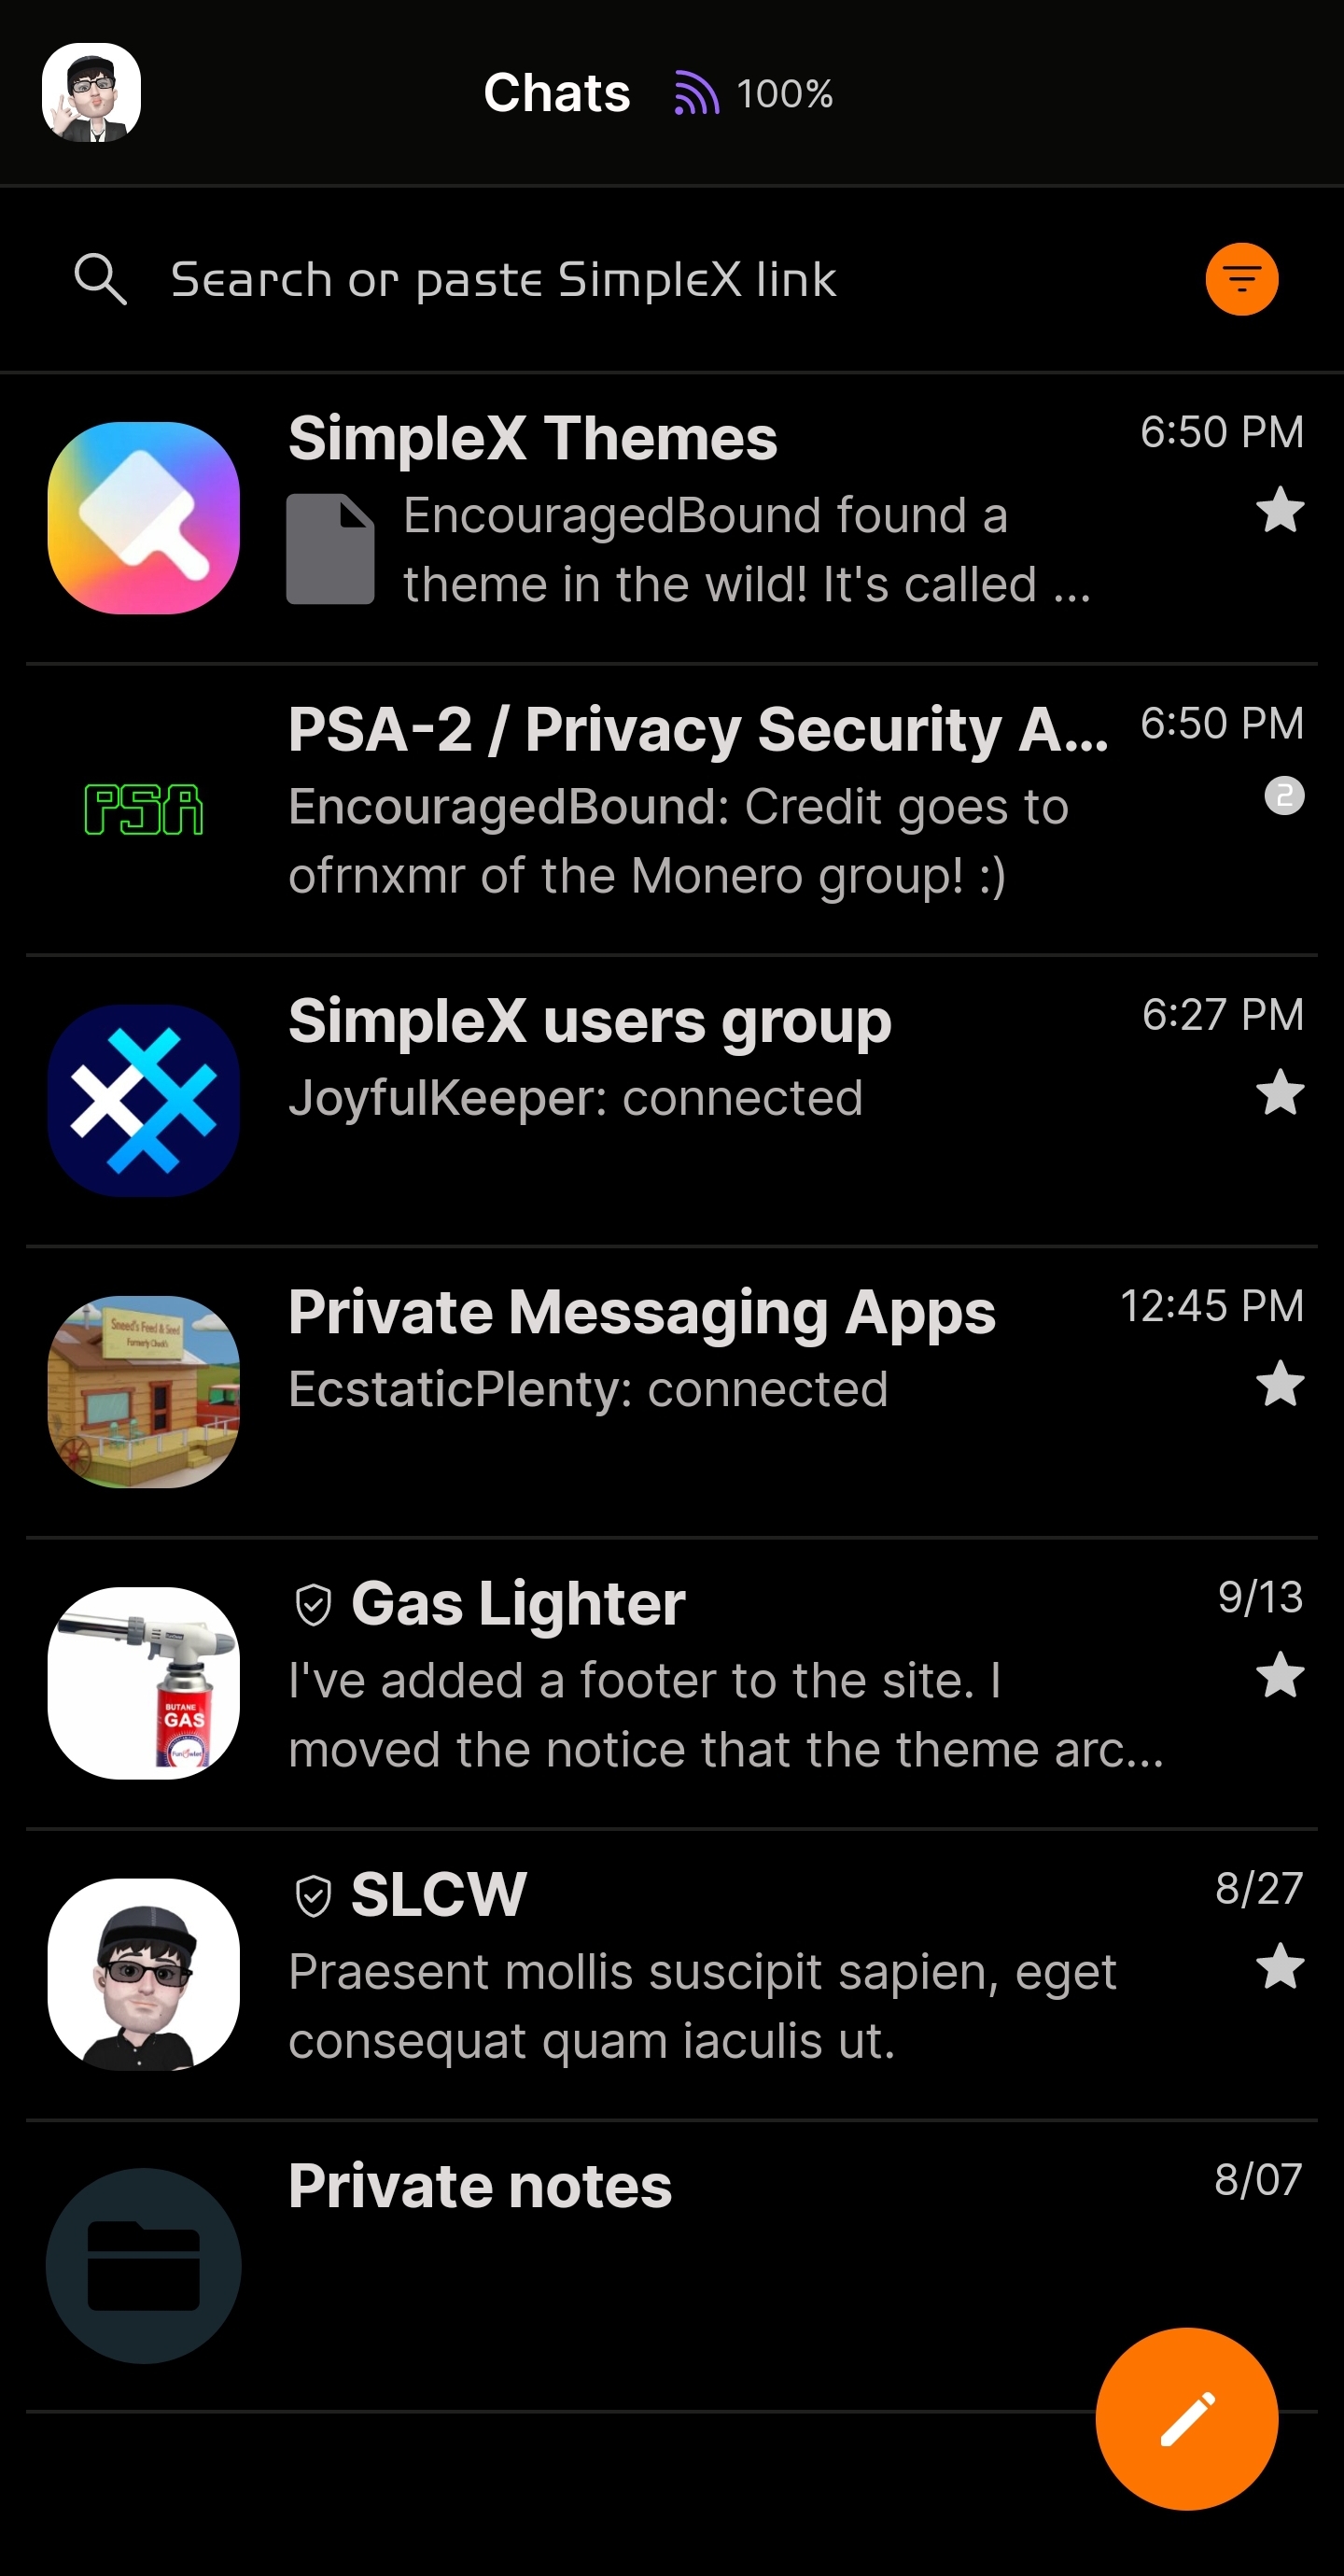 Chats 100%
Search or paste SimpleX link
SimpleX Themes 6:50 PM
EncouragedBound found a
theme in the wild! It's called ...
PSA
PSA-2 / Privacy Security A... 6:50 PM
EncouragedBound: Credit goes to 2
ofrnxmr of the Monero group! :)
SimpleX users group 6:27 PM
JoyfulKeeper: connected
Sneed's Feed & Seed
Formerly Chuck's
Private Messaging Apps 12:45 PM
EcstaticPlenty: connected
BUTANE
GAS
Gas Lighter 9/13
I've added a footer to the site. I
moved the notice that the theme arc...
SLCW 8/27
Praesent mollis suscipit sapien, eget
consequat quam iaculis ut.
Private notes 8/07